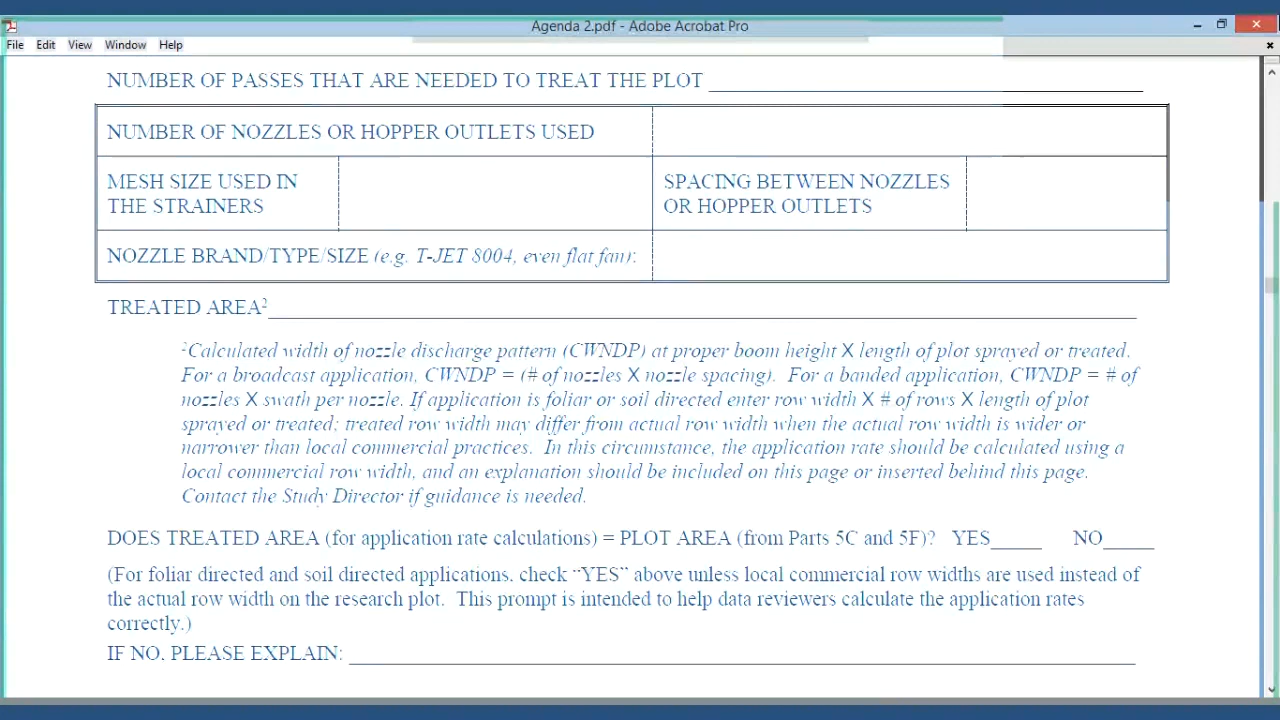 Agenda 2.pdf - Adobe Acrobat Pro
File Edit View Window Help
NUMBER OF PASSES THAT ARE NEEDED TO TREAT THE PLOT
NUMBER OF NOZZLES OR HOPPER OUTLETS USED
MESH SIZE USED IN
THE STRAINERS
SPACING BETWEEN NOZZLES
OR HOPPER OUTLETS
NOZZLE BRAND/TYPE/SIZE (e.g. T-JET 8004, even flat fan):
TREATED AREA²
²Calculated width of nozzle discharge pattern (CWNDP) at proper boom height X length of plot sprayed or treated.
For a broadcast application, CWNDP = (# of nozzles X nozzle spacing). For a banded application, CWNDP = # of
nozzles X swath per nozzle. If application is foliar or soil directed enter row width X # of rows X length of plot
sprayed or treated; treated row width may differ from actual row width when the actual row width is wider or
narrower than local commercial practices. In this circumstance, the application rate should be calculated using a
local commercial row width, and an explanation should be included on this page or inserted behind this page.
Contact the Study Director if guidance is needed.
DOES TREATED AREA (for application rate calculations) = PLOT AREA (from Parts 5C and 5F)? YES_____ NO_____
(For foliar directed and soil directed applications, check “YES” above unless local commercial row widths are used instead of
the actual row width on the research plot. This prompt is intended to help data reviewers calculate the application rates
correctly.)
IF NO, PLEASE EXPLAIN: